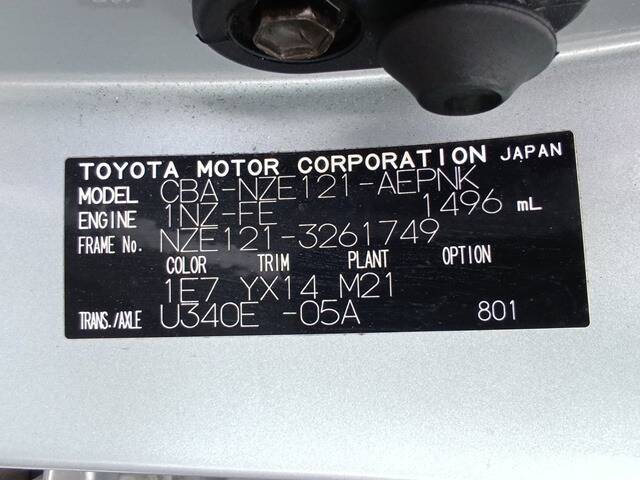 TOYOTA MOTOR CORPORATION JAPAN
MODEL CBA-NZE121-AEPNK
ENGINE 1NZ-FE 1496 mL
FRAME No. NZE121-3261749
COLOR TRIM PLANT OPTION
1E7 YX14 M21
TRANS./AXLE U340E -05A 801